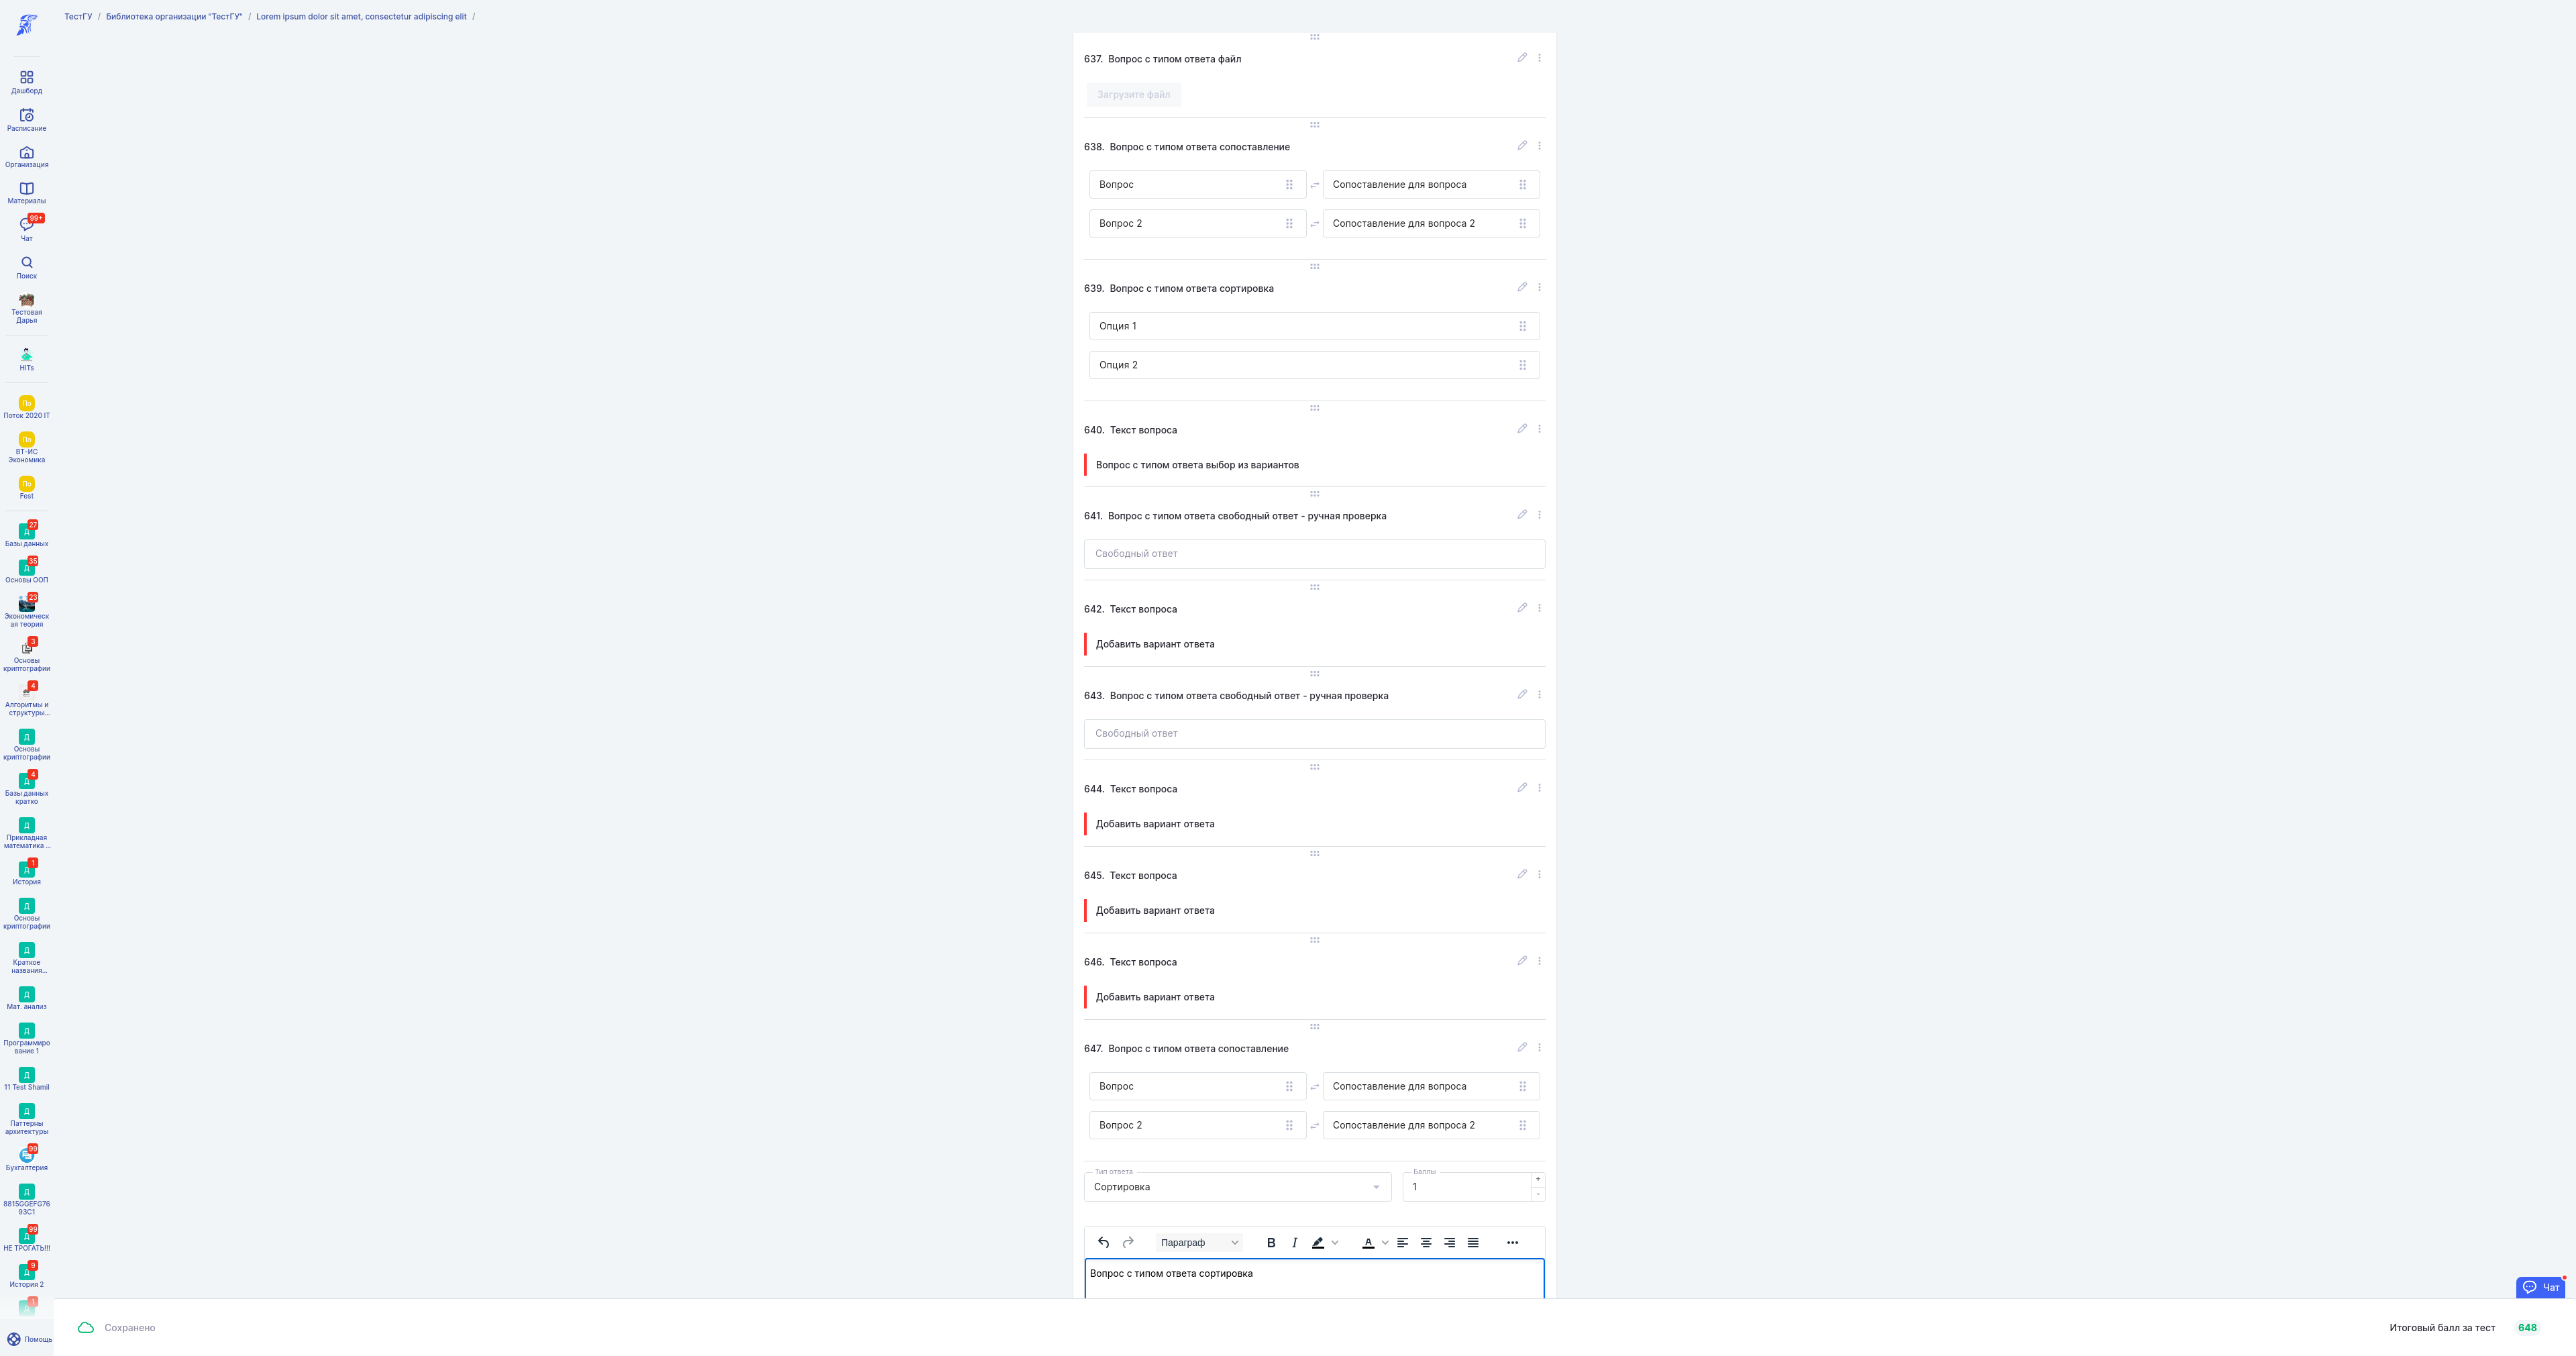 ТестГУ / Библиотека организации "ТестГУ" / Lorem ipsum dolor sit amet, consectetur adipiscing elit /
Дашборд
Расписание
Организация
Материалы
99+
Чат
Поиск
Тестовая
Дарья
HITs
По
Поток 2020 IT
По
ВТ-ИС
Экономика
По
Fest
27
Д
Базы данных
35
Д
Основы ООП
23
Экономическ
ая теория
3
Основы
криптографии
4
Алгоритмы и
структуры...
Д
Основы
криптографии
4
Д
Базы данных
кратко
Д
Прикладная
математика ...
1
Д
История
Д
Основы
криптографии
Д
Краткое
названия...
Д
Мат. анализ
Д
Программиро
вание 1
Д
11 Test Shamil
Д
Паттерны
архитектуры
99
Бухгалтерия
Д
8815GGEFG76
93C1
99
Д
НЕ ТРОГАТЬ!!!
9
Д
История 2
1
Помощь
637. Вопрос с типом ответа файл
Загрузите файл
638. Вопрос с типом ответа сопоставление
Вопрос Сопоставление для вопроса
Вопрос 2 Сопоставление для вопроса 2
639. Вопрос с типом ответа сортировка
Опция 1
Опция 2
640. Текст вопроса
Вопрос с типом ответа выбор из вариантов
641. Вопрос с типом ответа свободный ответ - ручная проверка
Свободный ответ
642. Текст вопроса
Добавить вариант ответа
643. Вопрос с типом ответа свободный ответ - ручная проверка
Свободный ответ
644. Текст вопроса
Добавить вариант ответа
645. Текст вопроса
Добавить вариант ответа
646. Текст вопроса
Добавить вариант ответа
647. Вопрос с типом ответа сопоставление
Вопрос Сопоставление для вопроса
Вопрос 2 Сопоставление для вопроса 2
Тип ответа Баллы
Сортировка 1 + -
Параграф B I A
Вопрос с типом ответа сортировка
Чат
Сохранено
Итоговый балл за тест 648